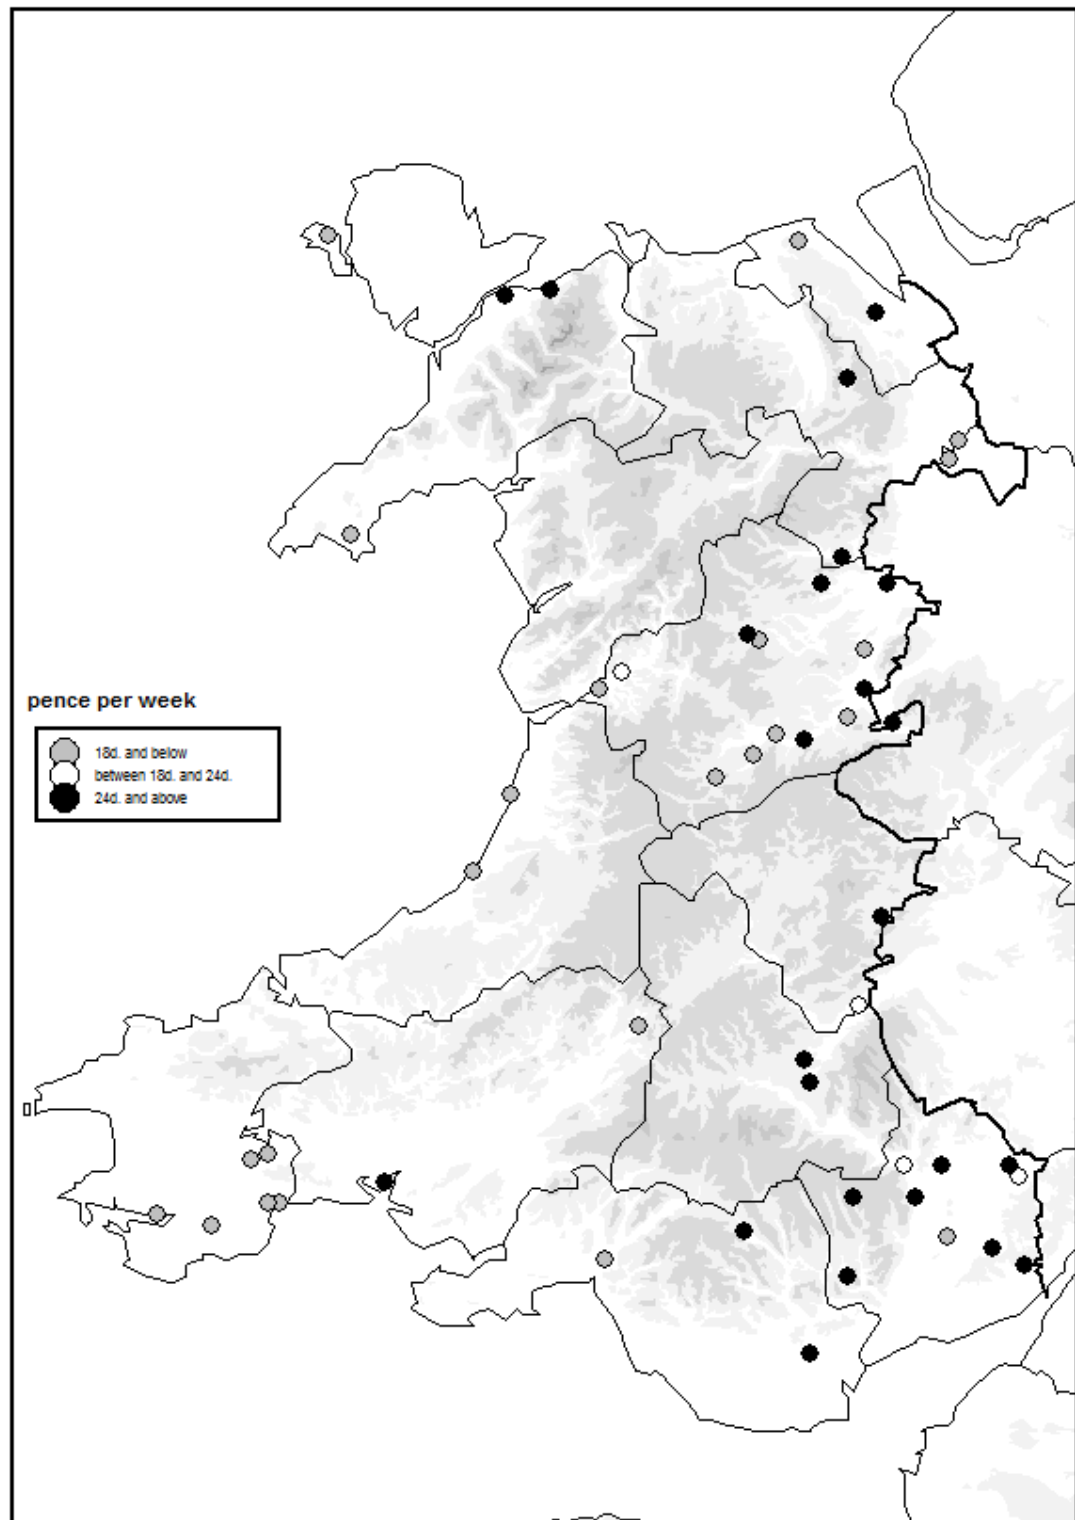 pence per week
18d. and below
between 18d. and 24d.
24d. and above